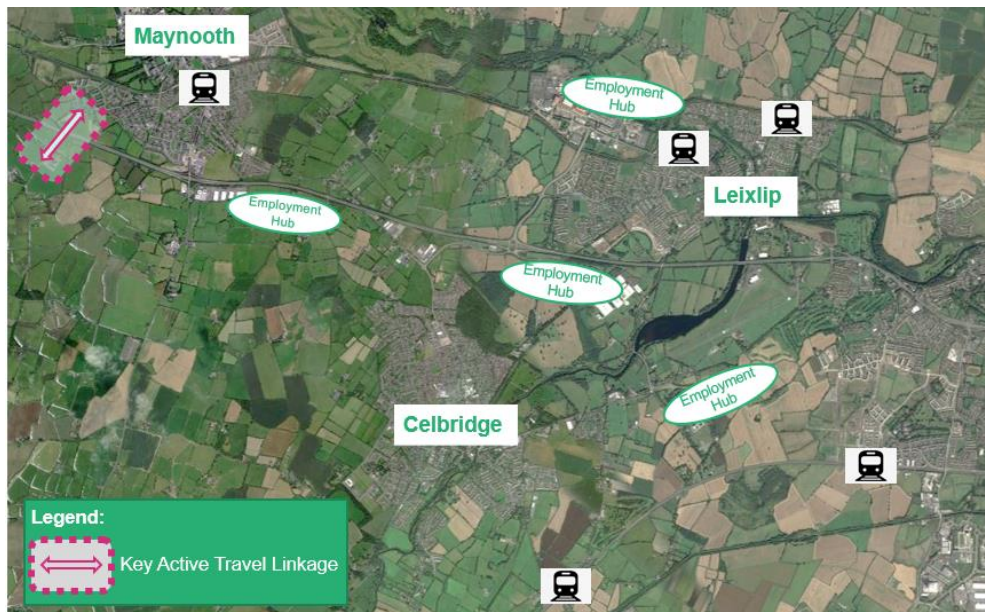 Maynooth
Employment
Hub
Leixlip
Employment
Hub
Employment
Hub
Employment
Hub
Celbridge
Legend:
Key Active Travel Linkage